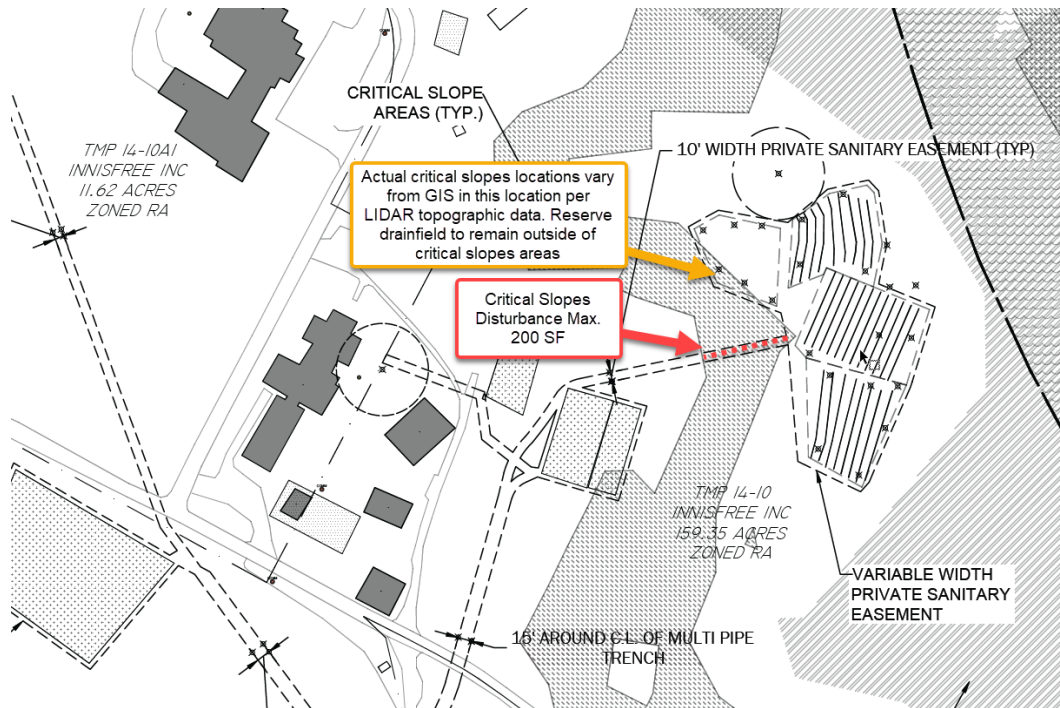 CRITICAL SLOPE
AREAS (TYP.)
10' WIDTH PRIVATE SANITARY EASEMENT (TYP)
TMP 14-10A1
INNISFREE INC
11.62 ACRES
ZONED RA
Actual critical slopes locations vary
from GIS in this location per
LIDAR topographic data. Reserve
drainfield to remain outside of
critical slopes areas
Critical Slopes
Disturbance Max.
200 SF
TMP 14-10
INNISFREE INC
159.35 ACRES
ZONED RA
VARIABLE WIDTH
PRIVATE SANITARY
EASEMENT
15' AROUND C.L. OF MULTI PIPE
TRENCH